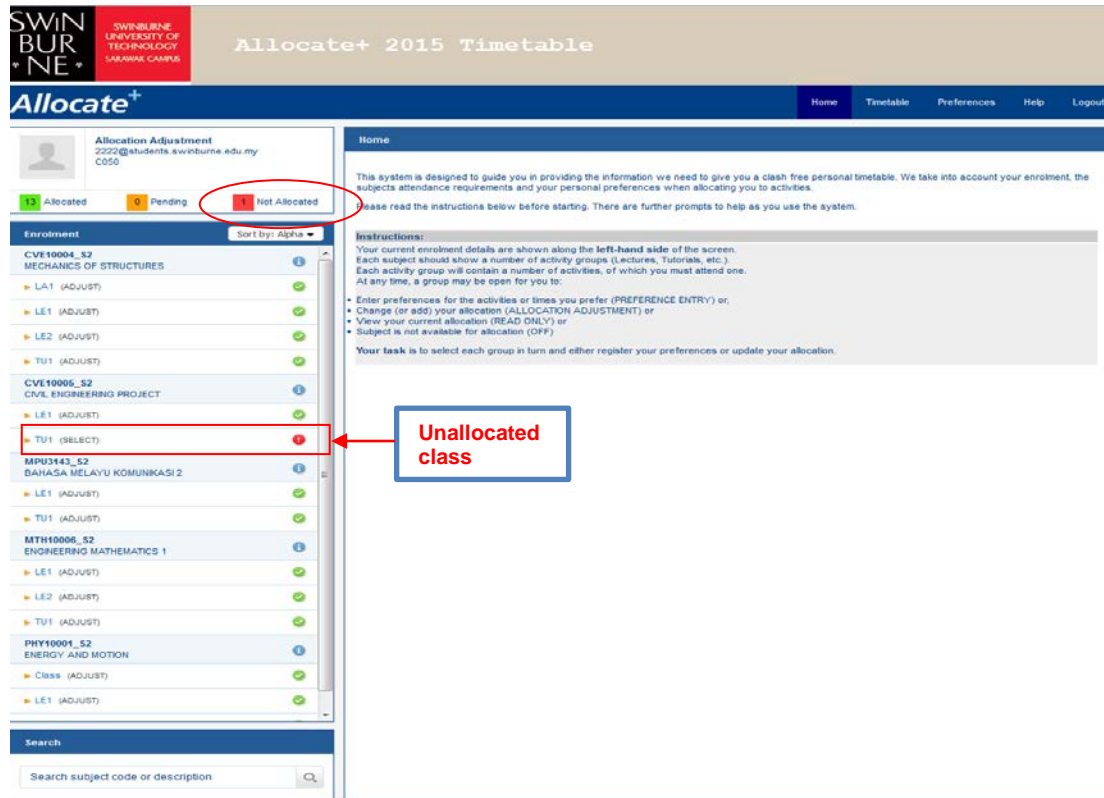 SWiN
BUR
* NE *
SWINBURNE
UNIVERSITY OF
TECHNOLOGY
SARAWAK CAMPUS
Allocate+ 2015 Timetable
Allocate+
Home
Timetable
Preferences
Help
Logout
Allocation Adjustment
2222@students.swinburne.edu.my
C050
13 Allocated
0 Pending
1 Not Allocated
Enrolment
Sort by: Alpha
CVE10004_S2
MECHANICS OF STRUCTURES
LA1 (ADJUST)
LE1 (ADJUST)
LE2 (ADJUST)
TU1 (ADJUST)
CVE10005_S2
CIVIL ENGINEERING PROJECT
LE1 (ADJUST)
TU1 (SELECT)
MPU3143_S2
BAHASA MELAYU KOMUNIKASI 2
LE1 (ADJUST)
TU1 (ADJUST)
MTH10006_S2
ENGINEERING MATHEMATICS 1
LE1 (ADJUST)
LE2 (ADJUST)
TU1 (ADJUST)
PHY10001_S2
ENERGY AND MOTION
Class (ADJUST)
LE1 (ADJUST)
Search
Search subject code or description
Home
This system is designed to guide you in providing the information we need to give you a clash free personal timetable. We take into account your enrolment, the
subjects attendance requirements and your personal preferences when allocating you to activities.
Please read the instructions below before starting. There are further prompts to help as you use the system.
Instructions:
Your current enrolment details are shown along the left-hand side of the screen.
Each subject should show a number of activity groups (Lectures, Tutorials, etc.).
Each activity group will contain a number of activities, of which you must attend one.
At any time, a group may be open for you to:
• Enter preferences for the activities or times you prefer (PREFERENCE ENTRY) or,
• Change (or add) your allocation (ALLOCATION ADJUSTMENT) or
• View your current allocation (READ ONLY) or
• Subject is not available for allocation (OFF)
Your task is to select each group in turn and either register your preferences or update your allocation.
Unallocated
class